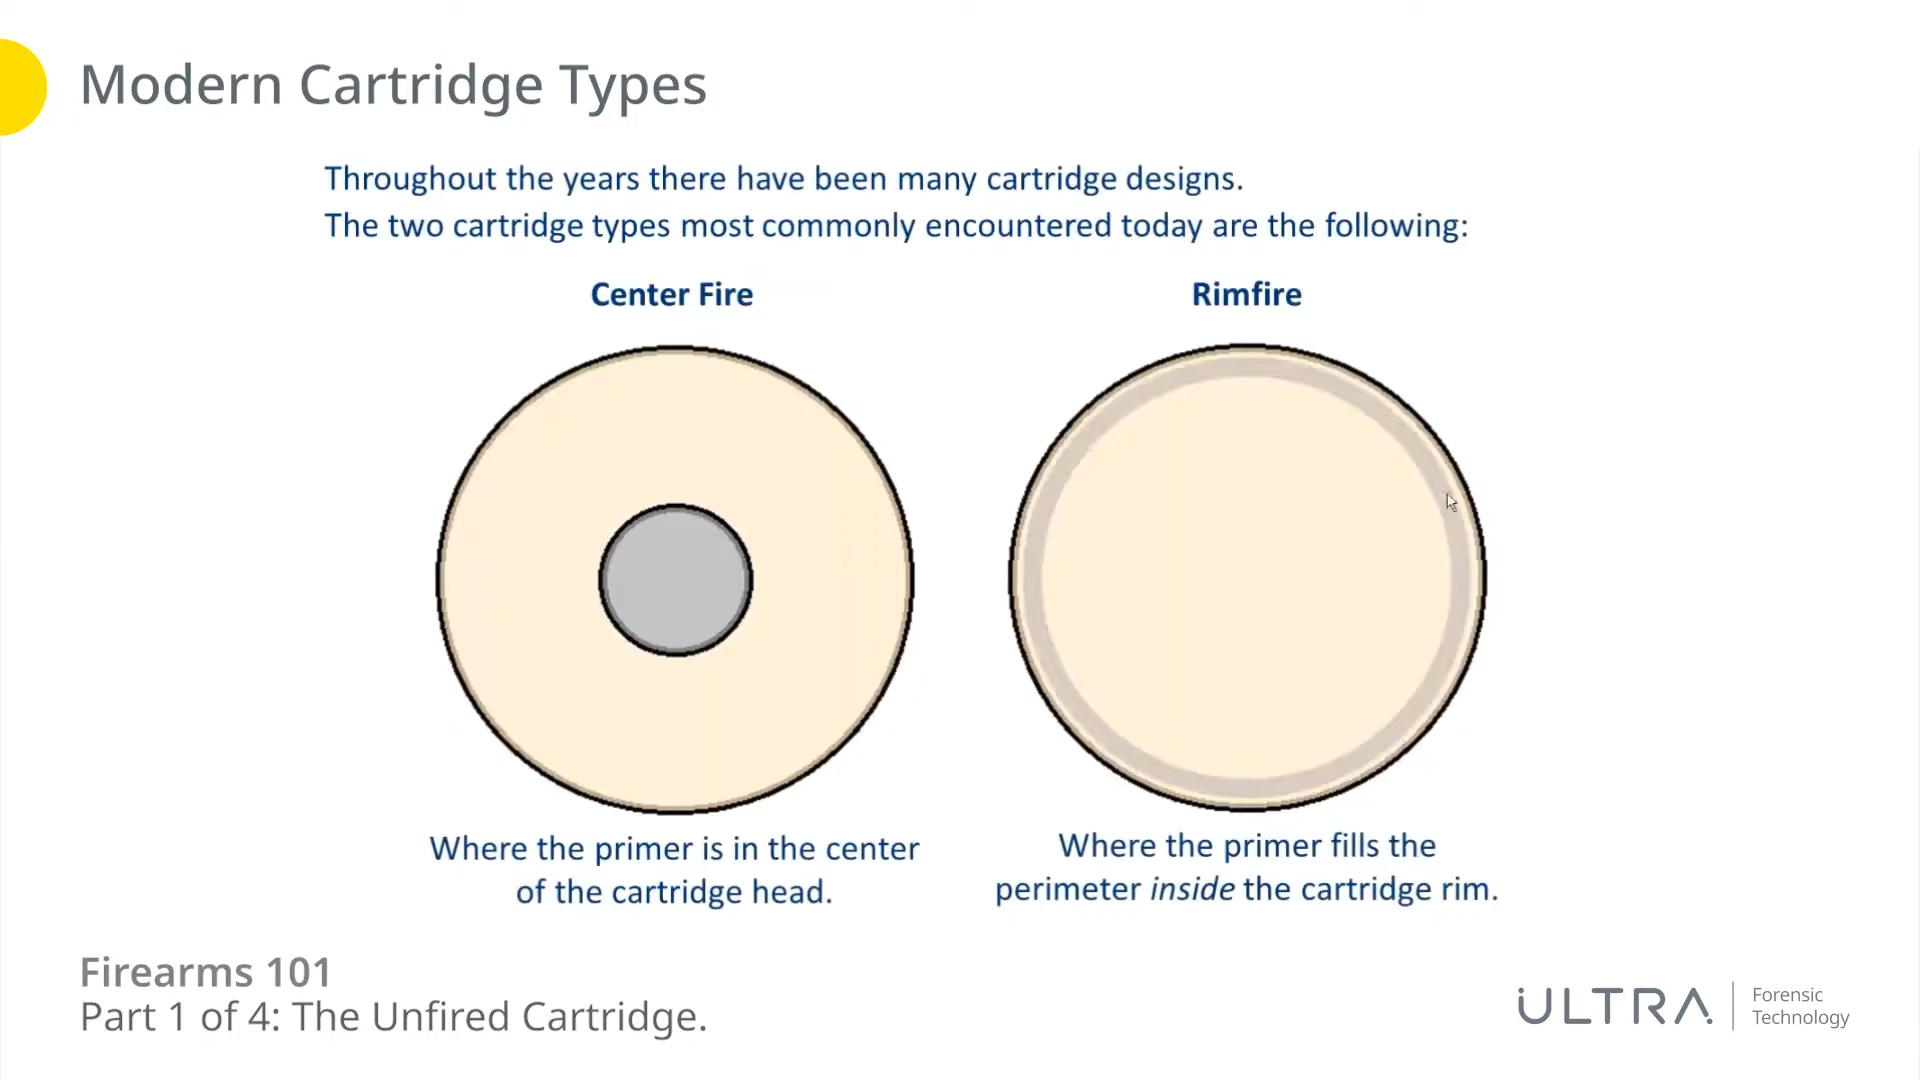 Modern Cartridge Types
Throughout the years there have been many cartridge designs.
The two cartridge types most commonly encountered today are the following:
Center Fire
Rimfire
Where the primer is in the center
of the cartridge head.
Where the primer fills the
perimeter inside the cartridge rim.
Firearms 101
Part 1 of 4: The Unfired Cartridge.
ULTRA
Forensic
Technology